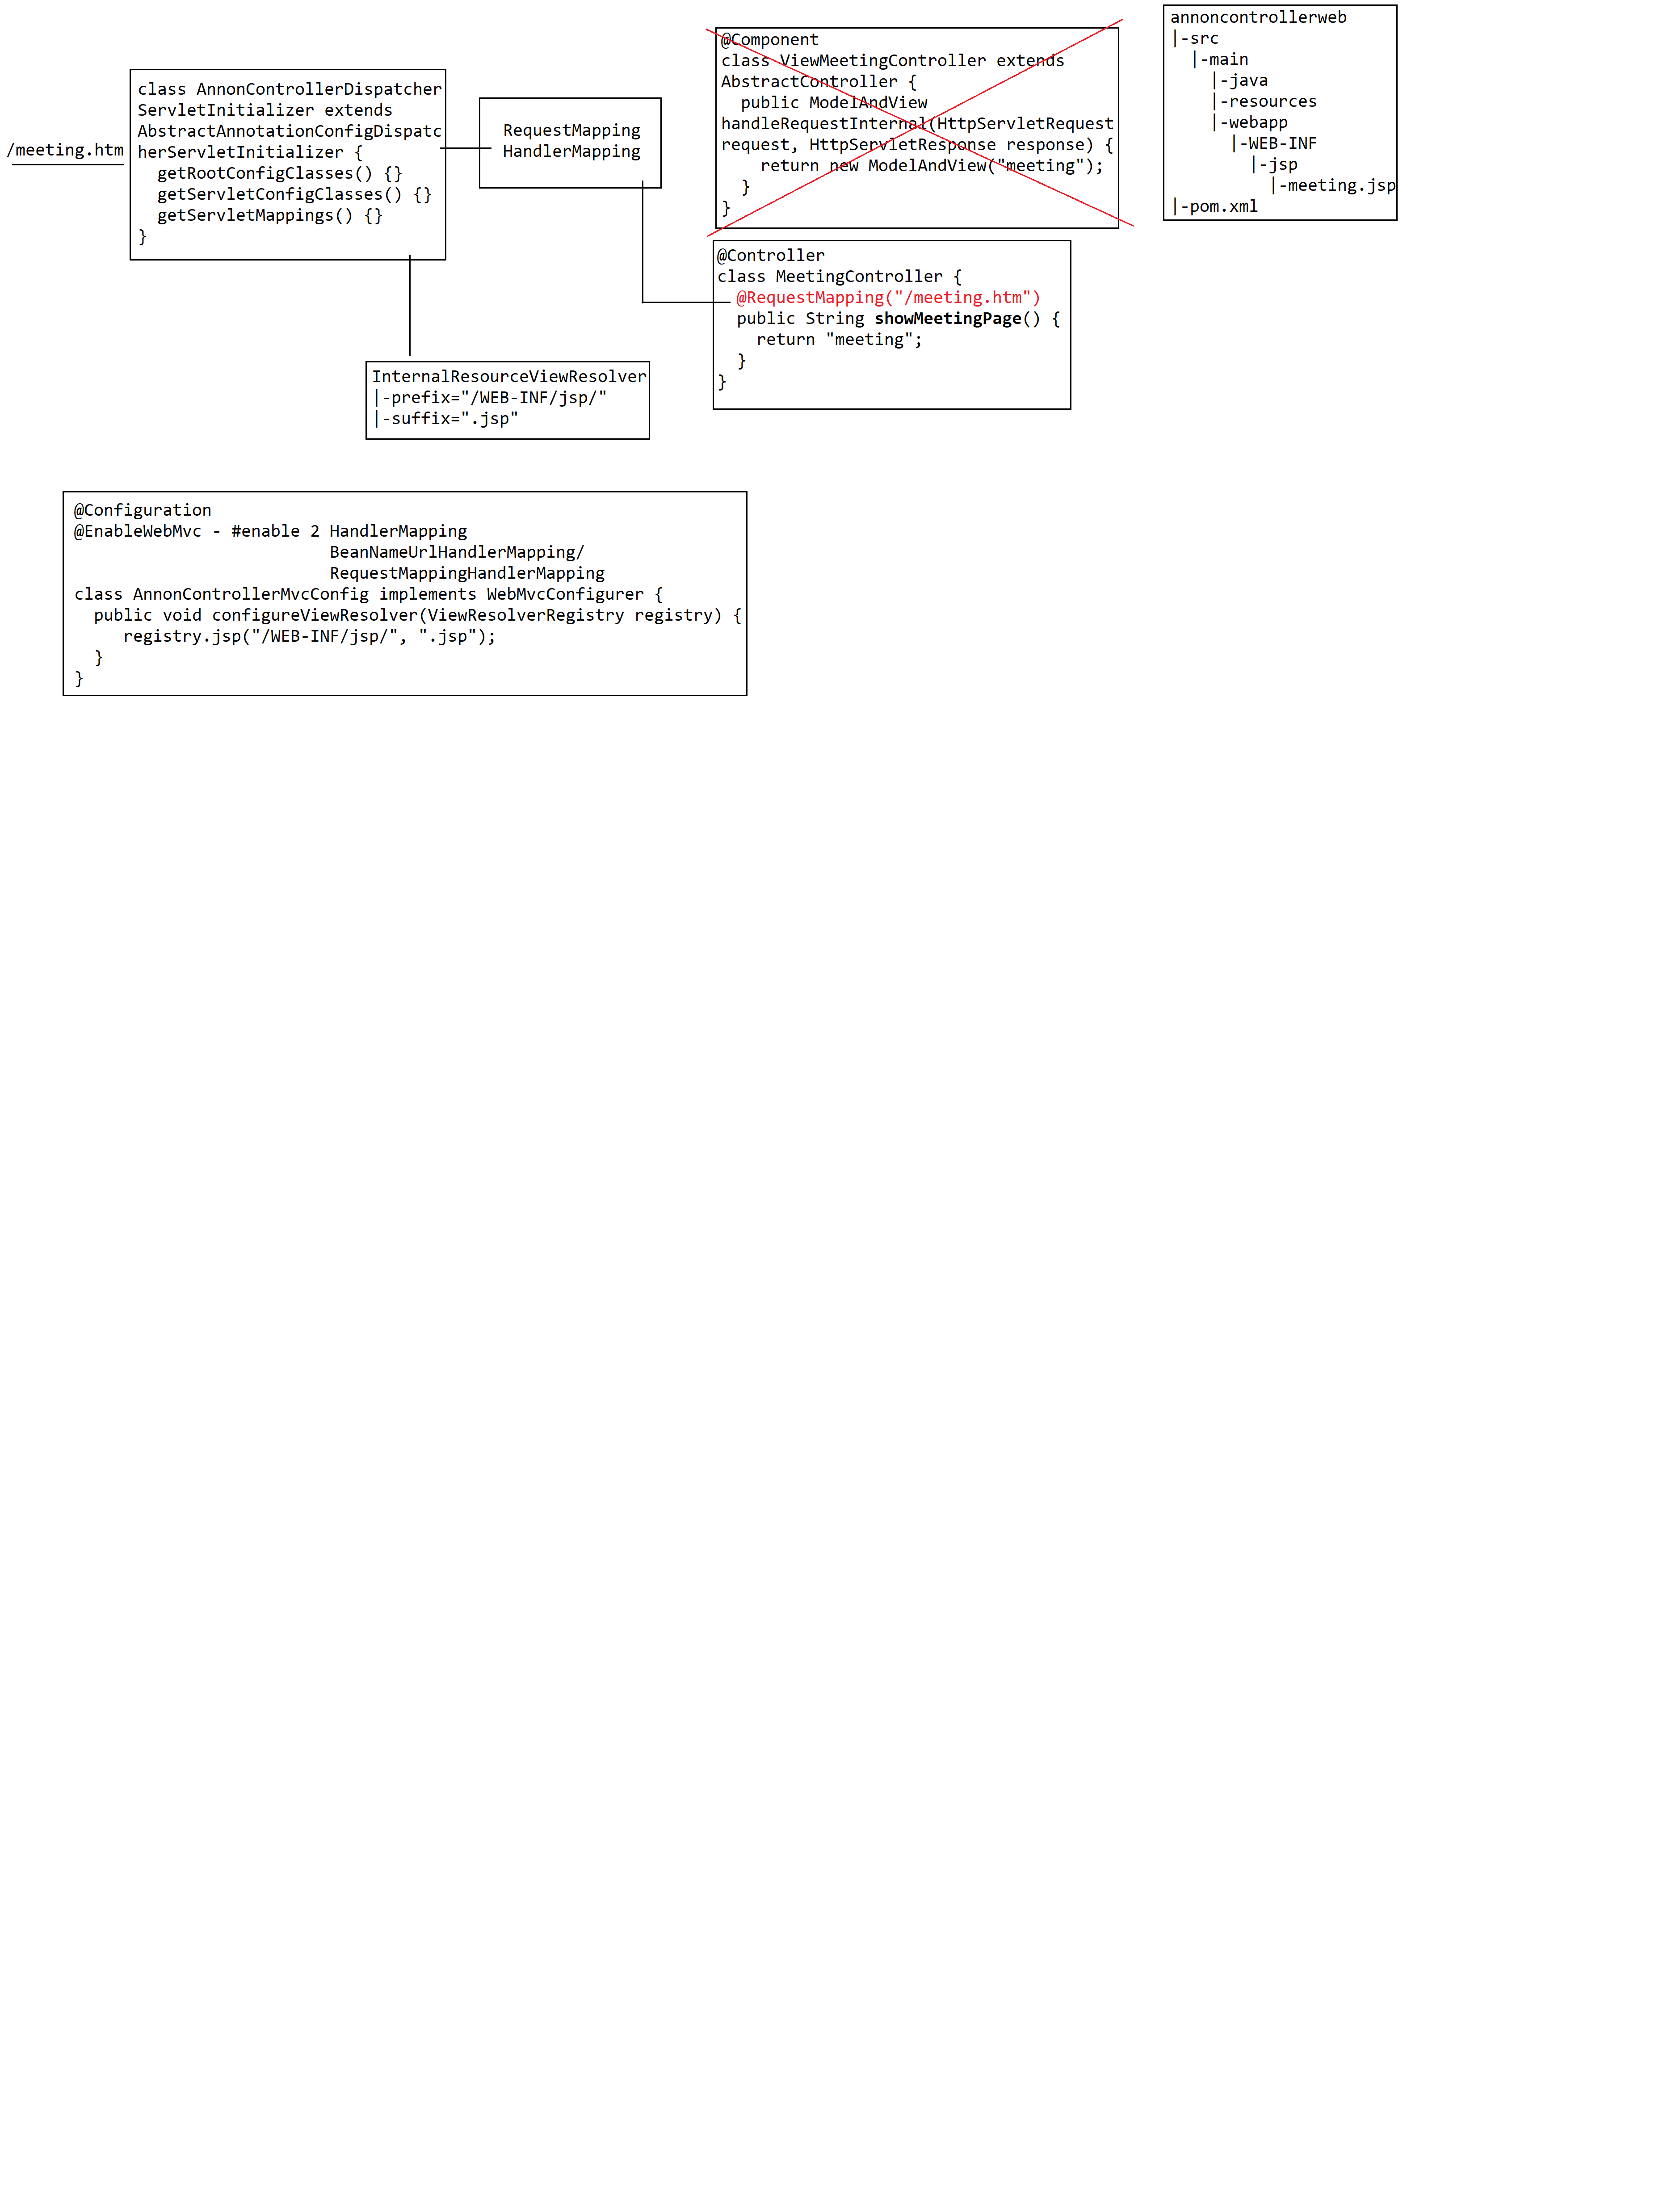 /meeting.htm
class AnnonControllerDispatcher
ServletInitializer extends
AbstractAnnotationConfigDispatc
herServletInitializer {
  getRootConfigClasses() {}
  getServletConfigClasses() {}
  getServletMappings() {}
}
RequestMapping
HandlerMapping
@Component
class ViewMeetingController extends
AbstractController {
  public ModelAndView
handleRequestInternal(HttpServletRequest
request, HttpServletResponse response) {
    return new ModelAndView("meeting");
  }
}
annoncontrollerweb
|-src
  |-main
    |-java
    |-resources
    |-webapp
      |-WEB-INF
        |-jsp
          |-meeting.jsp
|-pom.xml
@Controller
class MeetingController {
  @RequestMapping("/meeting.htm")
  public String showMeetingPage() {
    return "meeting";
  }
}
InternalResourceViewResolver
|-prefix="/WEB-INF/jsp/"
|-suffix=".jsp"
@Configuration
@EnableWebMvc - #enable 2 HandlerMapping
                          BeanNameUrlHandlerMapping/
                          RequestMappingHandlerMapping
class AnnonControllerMvcConfig implements WebMvcConfigurer {
  public void configureViewResolver(ViewResolverRegistry registry) {
     registry.jsp("/WEB-INF/jsp/", ".jsp");
  }
}